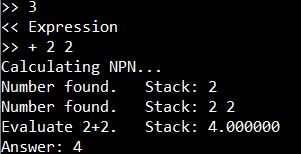 >> 3
<< Expression
>> + 2 2
Calculating NPN...
Number found.   Stack: 2
Number found.   Stack: 2 2
Evaluate 2+2.   Stack: 4.000000
Answer: 4